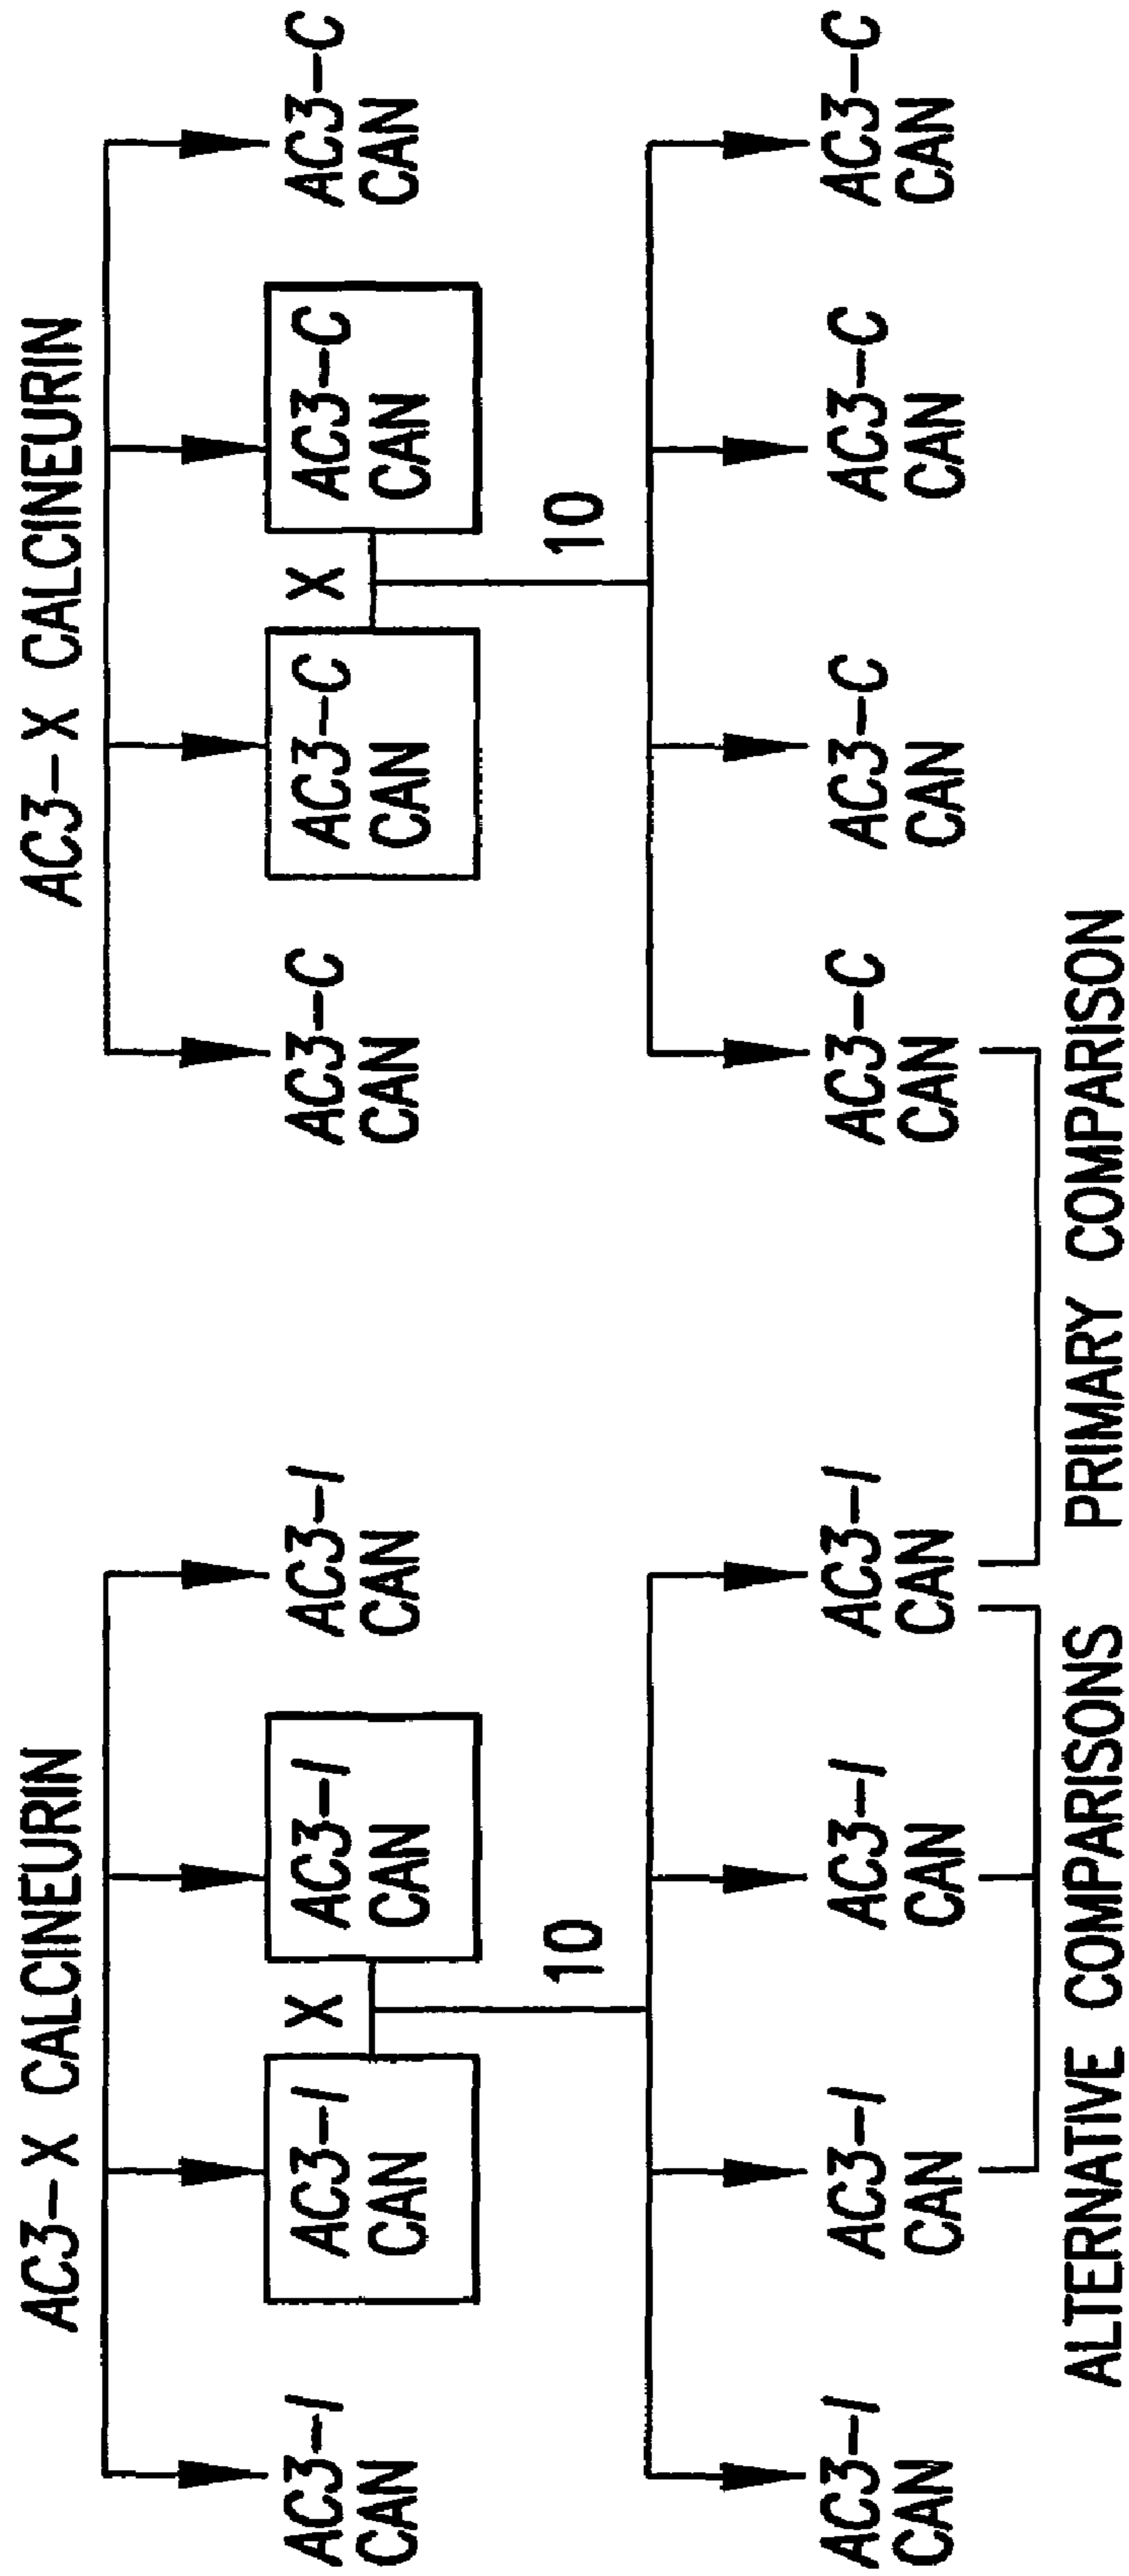 AC3-X CALCINEURIN
AC3-I
CAN
AC3-I
CAN
X
AC3-I
CAN
AC3-I
CAN
10
AC3-I
CAN
AC3-I
CAN
AC3-I
CAN
AC3-I
CAN
ALTERNATIVE COMPARISONS
AC3-X CALCINEURIN
AC3-C
CAN
AC3-C
CAN
X
AC3-C
CAN
AC3-C
CAN
10
AC3-C
CAN
AC3-C
CAN
AC3-C
CAN
AC3-C
CAN
PRIMARY COMPARISON